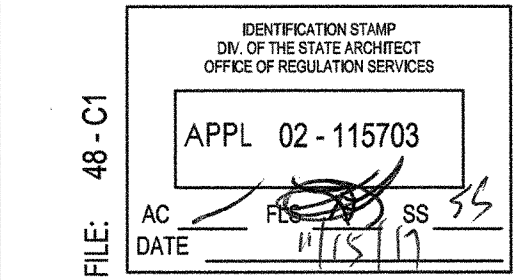 FILE: 48 - C1
IDENTIFICATION STAMP
DIV. OF THE STATE ARCHITECT
OFFICE OF REGULATION SERVICES
APPL 02 - 115703
AC FLS SS SS
DATE 11/15/17